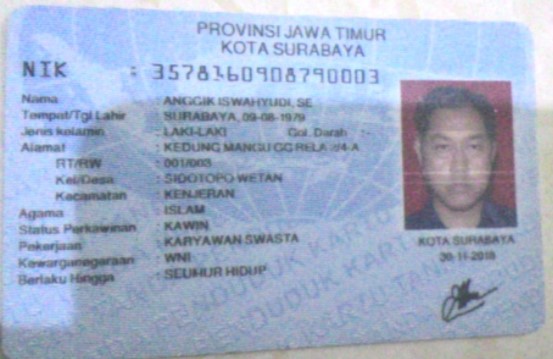 PROVINSI JAWA TIMUR
KOTA SURABAYA
NIK : 3578160908790003
Nama : ANGGIK ISWAHYUDI, SE
Tempat/Tgl Lahir : SURABAYA, 09-08-1979
Jenis kelamin : LAKI-LAKI Gol. Darah : -
Alamat : KEDUNG MANGU GG RELA
RT/RW : 001/003
Kel/Desa : SIDOTOPO WETAN
Kecamatan : KENJERAN
Agama : ISLAM
Status Perkawinan : KAWIN
Pekerjaan : KARYAWAN SWASTA
Kewarganegaraan : WNI
Berlaku Hingga : SEUMUR HIDUP
KOTA SURABAYA
30-11-2018